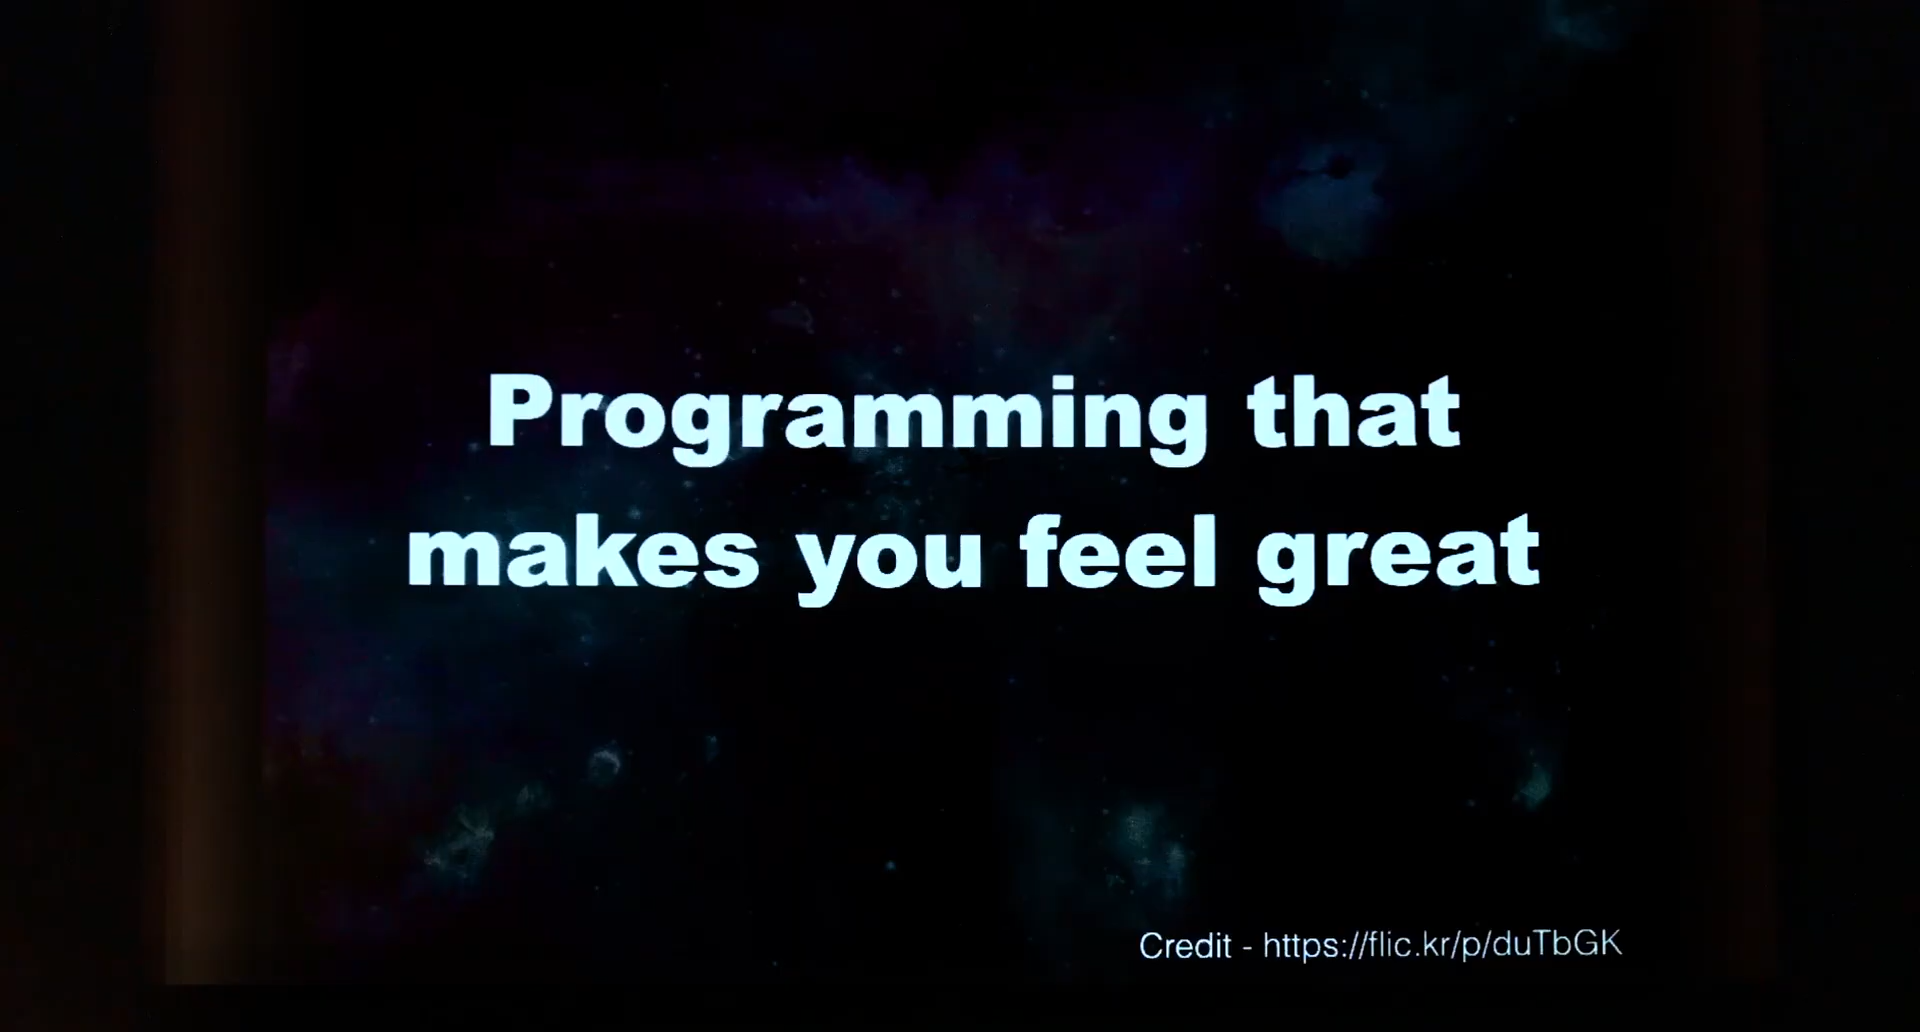 Programming that
makes you feel great
Credit - https://flic.kr/p/duTbGK